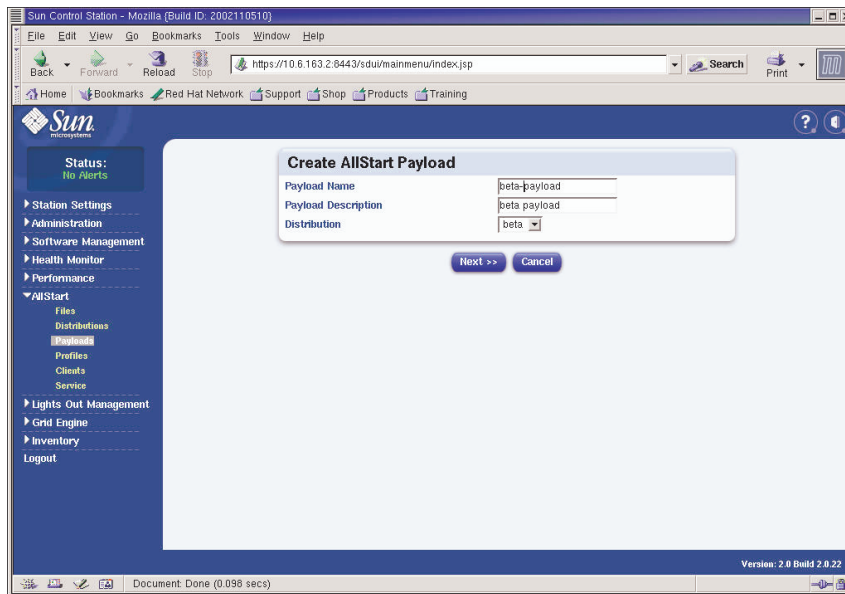 Sun Control Station - Mozilla {Build ID: 2002110510}
File Edit View Go Bookmarks Tools Window Help
Back Forward Reload Stop https://10.6.163.2:8443/sdui/mainmenu/index.jsp Search Print
Home Bookmarks Red Hat Network Support Shop Products Training
Sun
microsystems
?
Status:
No Alerts
Station Settings
Administration
Software Management
Health Monitor
Performance
AllStart
Files
Distributions
Payloads
Profiles
Clients
Service
Lights Out Management
Grid Engine
Inventory
Logout
Create AllStart Payload
Payload Name beta-payload
Payload Description beta payload
Distribution beta
Next >> Cancel
Version: 2.0 Build 2.0.22
Document: Done (0.098 secs)